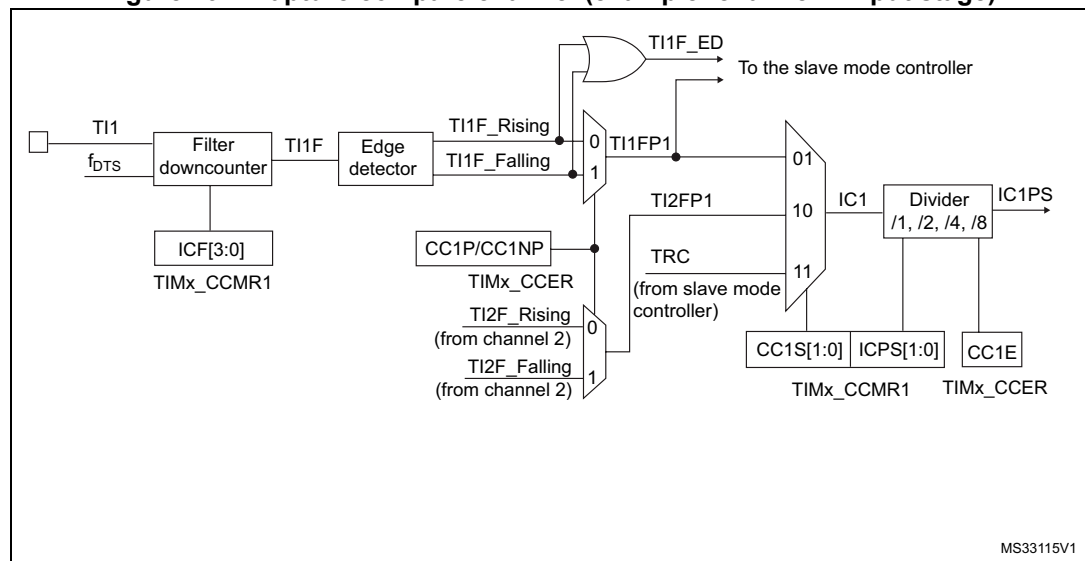 TI1F_ED
To the slave mode controller
TI1
fDTS
Filter
downcounter
TI1F
Edge
detector
TI1F_Rising
TI1F_Falling
0
1
TI1FP1
01
TI2FP1
10
IC1
Divider
/1, /2, /4, /8
IC1PS
ICF[3:0]
TIMx_CCMR1
CC1P/CC1NP
TIMx_CCER
TRC
11
(from slave mode
controller)
TI2F_Rising
(from channel 2)
0
TI2F_Falling
(from channel 2)
1
CC1S[1:0]
ICPS[1:0]
CC1E
TIMx_CCMR1
TIMx_CCER
MS33115V1